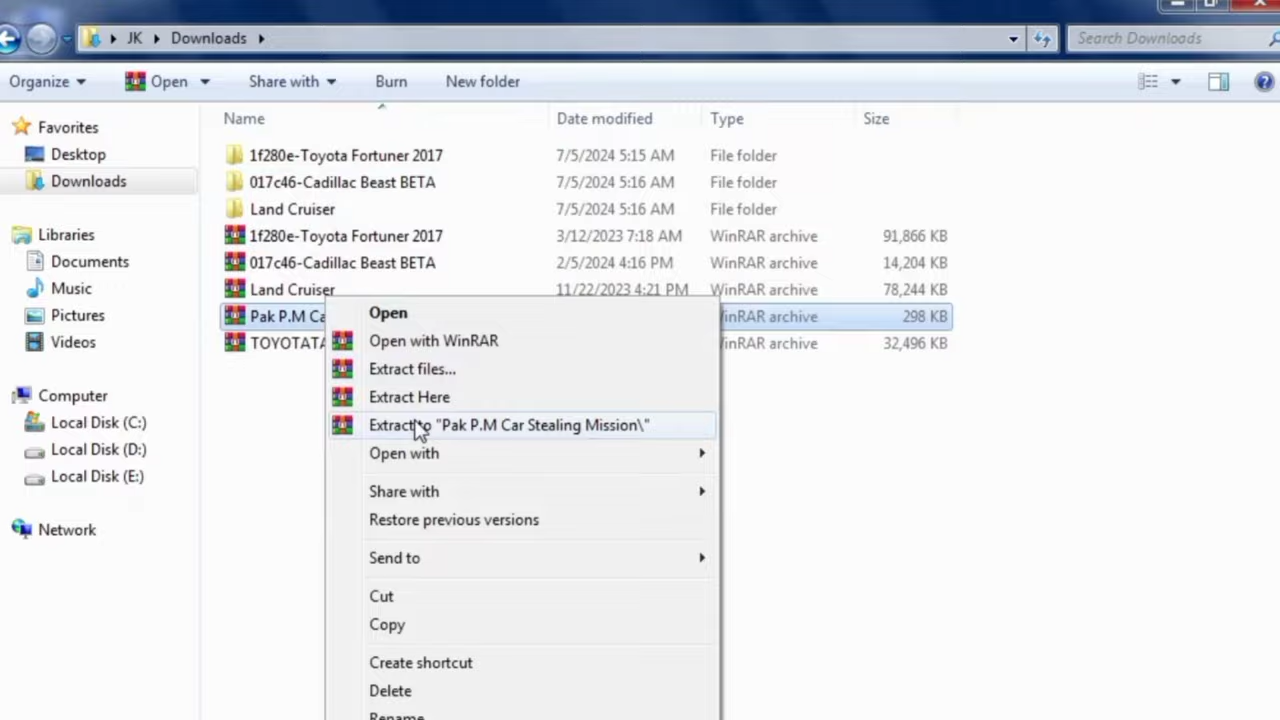 JK Downloads Search Downloads
Organize Open Share with Burn New folder
Name Date modified Type Size
Favorites
Desktop
Downloads
Libraries
Documents
Music
Pictures
Videos
Computer
Local Disk (C:)
Local Disk (D:)
Local Disk (E:)
Network
1f280e-Toyota Fortuner 2017 7/5/2024 5:15 AM File folder
017c46-Cadillac Beast BETA 7/5/2024 5:16 AM File folder
Land Cruiser 7/5/2024 5:16 AM File folder
1f280e-Toyota Fortuner 2017 3/12/2023 7:18 AM WinRAR archive 91,866 KB
017c46-Cadillac Beast BETA 2/5/2024 4:16 PM WinRAR archive 14,204 KB
Land Cruiser 11/22/2023 4:21 PM WinRAR archive 78,244 KB
Pak P.M Ca WinRAR archive 298 KB
TOYOTATA WinRAR archive 32,496 KB
Open
Open with WinRAR
Extract files...
Extract Here
Extract to "Pak P.M Car Stealing Mission\"
Open with
Share with
Restore previous versions
Send to
Cut
Copy
Create shortcut
Delete
Rename